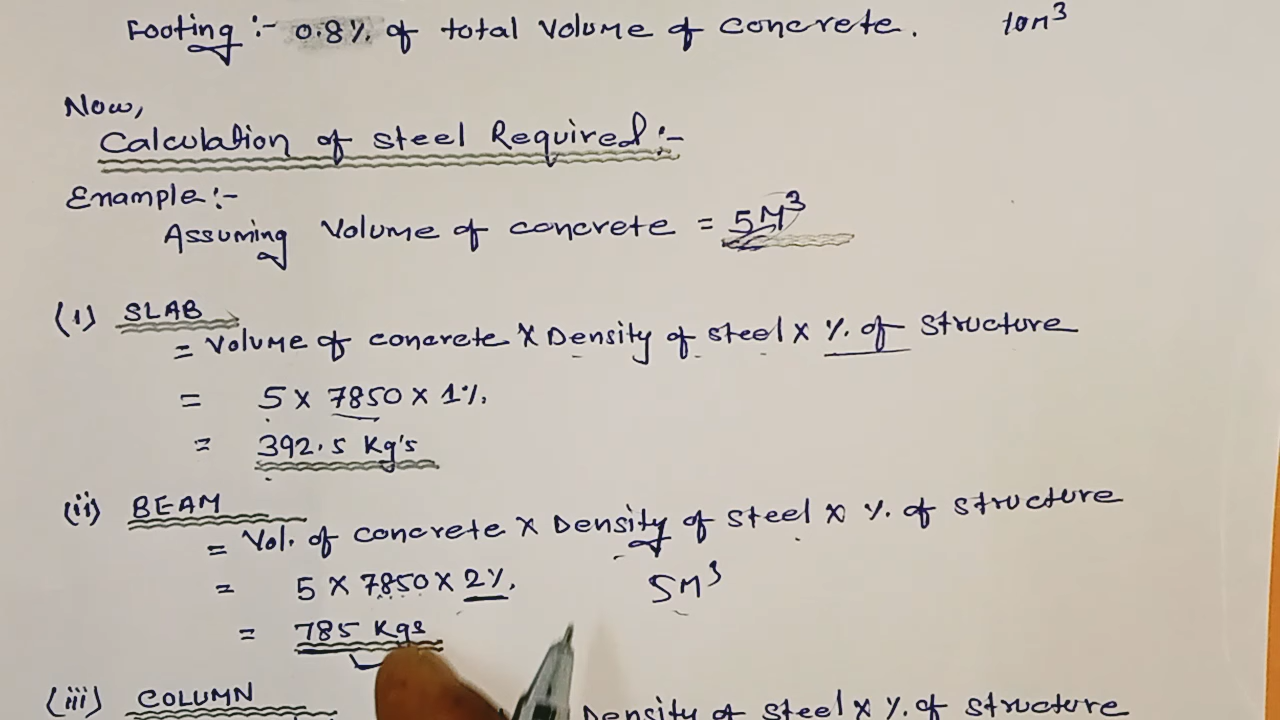 Footing :- 0.8% of total Volume of concrete. 10M³
Now,
Calculation of steel Required :-
Example :-
Assuming Volume of concrete = 5M³
(i) SLAB
= Volume of concrete X Density of steel X % of Structure
= 5 X 7850 X 1%.
= 392.5 Kg's
(ii) BEAM
= Vol. of concrete X Density of steel X % of Structure
= 5 X 7850 X 2%. 5M³
= 785 Kgs
(iii) COLUMN
Density of steel X % of Structure